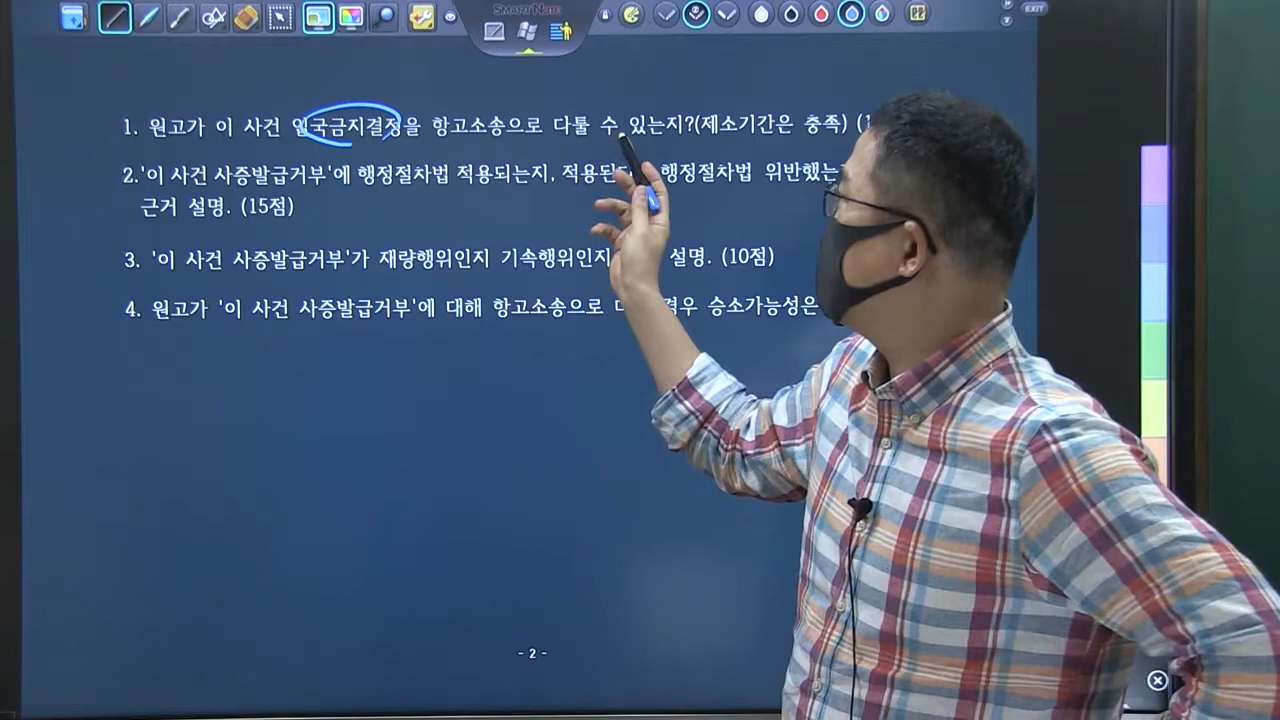 SMARTNOTE
EXIT
1. 원고가 이 사건 입국금지결정을 항고소송으로 다툴 수 있는지?(제소기간은 충족) (1
2.'이 사건 사증발급거부'에 행정절차법 적용되는지, 적용된 행정절차법 위반했는
근거 설명. (15점)
3. '이 사건 사증발급거부'가 재량행위인지 기속행위인지 설명. (10점)
4. 원고가 '이 사건 사증발급거부'에 대해 항고소송으로 경우 승소가능성은
- 2 -